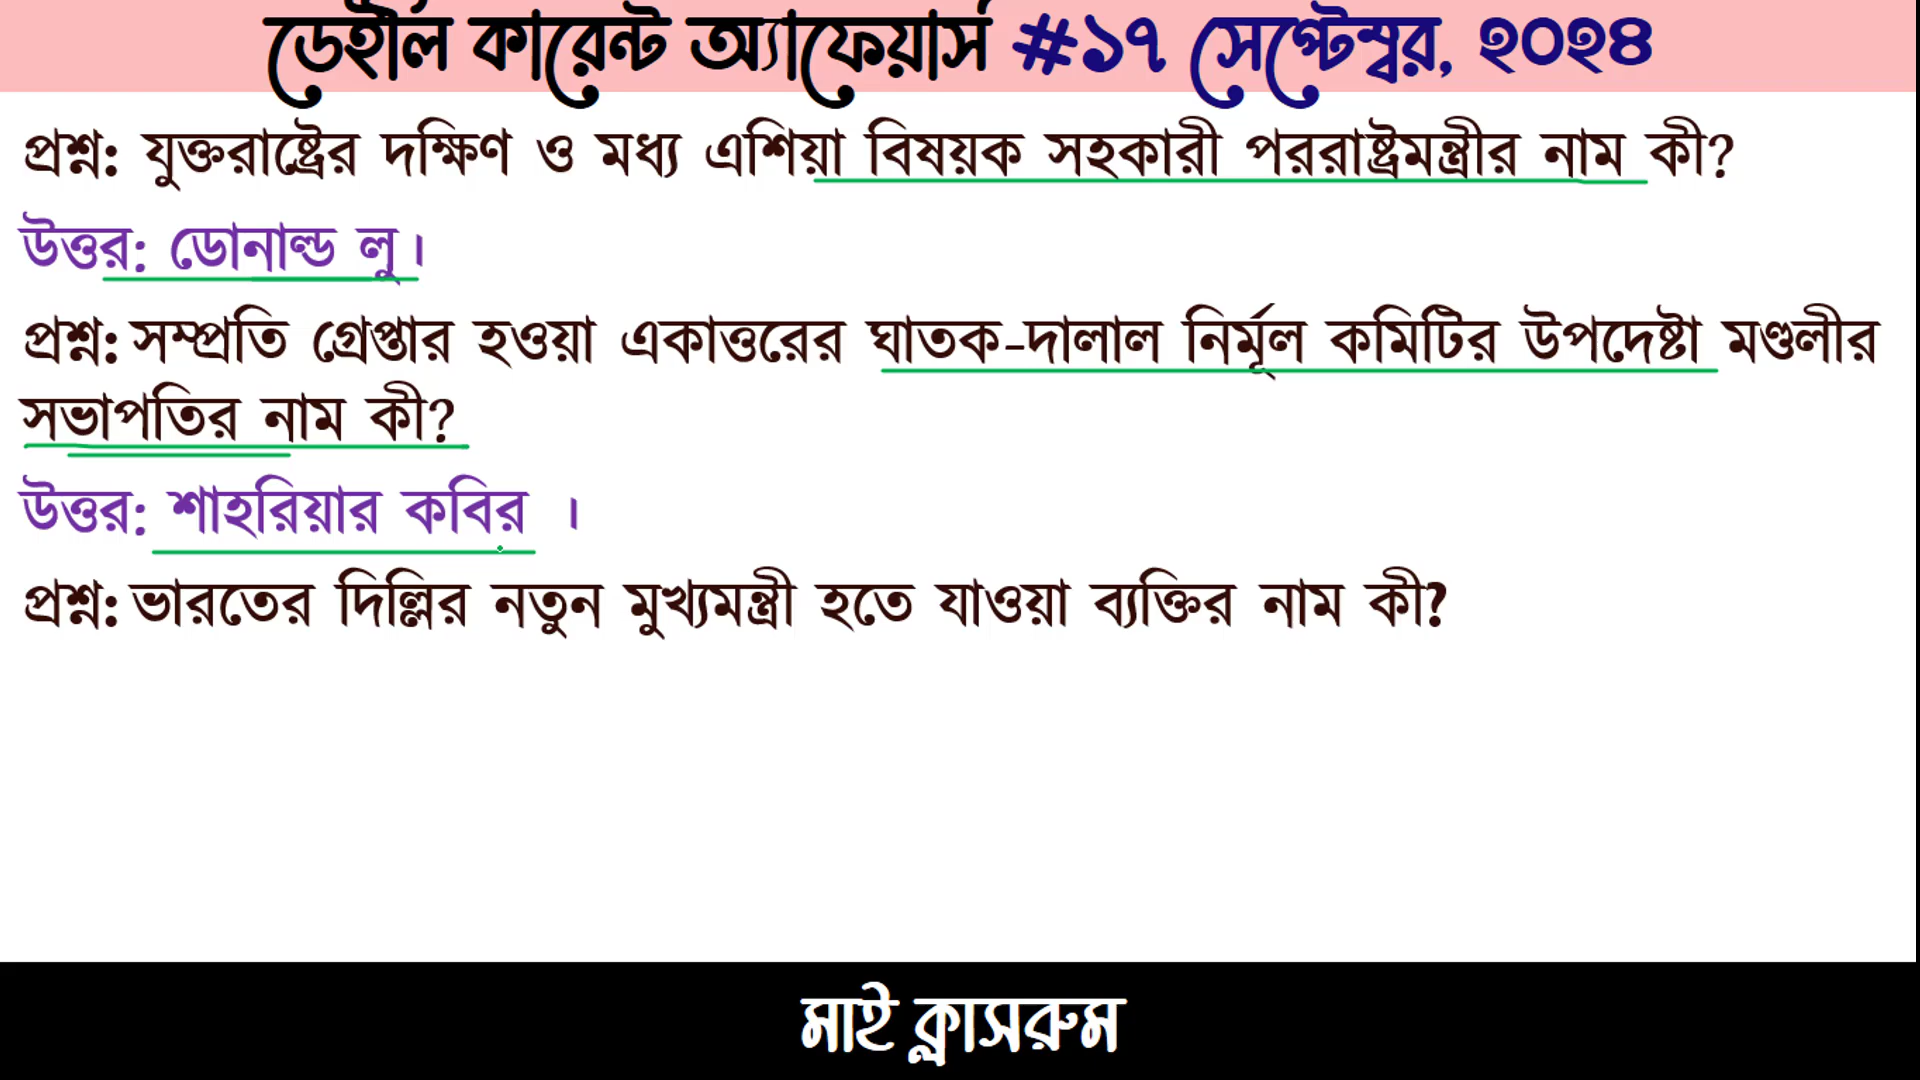 ডেইলি কারেন্ট অ্যাফেয়ার্স #১৭ সেপ্টেম্বর, ২০২৪
প্রশ্ন: যুক্তরাষ্ট্রের দক্ষিণ ও মধ্য এশিয়া বিষয়ক সহকারী পররাষ্ট্রমন্ত্রীর নাম কী?
উত্তর: ডোনাল্ড লু।
প্রশ্ন: সম্প্রতি গ্রেপ্তার হওয়া একাত্তরের ঘাতক-দালাল নির্মূল কমিটির উপদেষ্টা মণ্ডলীর
সভাপতির নাম কী?
উত্তর: শাহরিয়ার কবির ।
প্রশ্ন: ভারতের দিল্লির নতুন মুখ্যমন্ত্রী হতে যাওয়া ব্যক্তির নাম কী?
মাই ক্লাসরুম